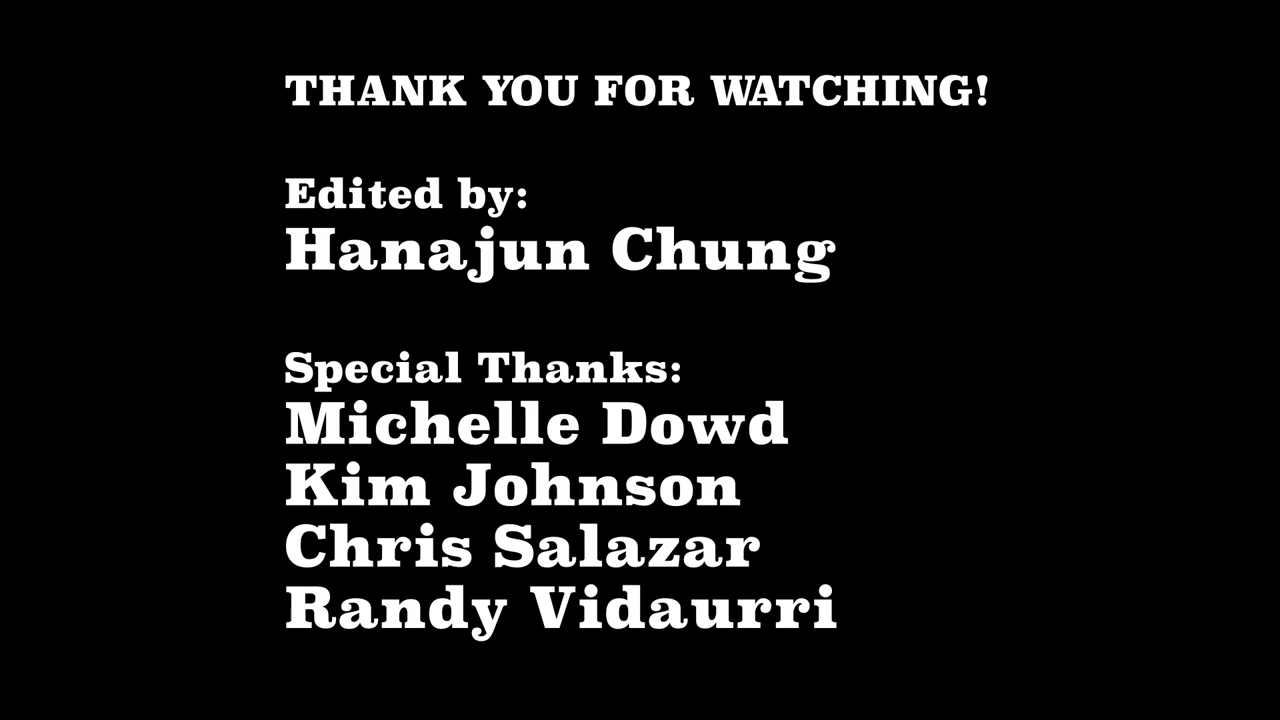 THANK YOU FOR WATCHING!
Edited by:
Hanajun Chung
Special Thanks:
Michelle Dowd
Kim Johnson
Chris Salazar
Randy Vidaurri